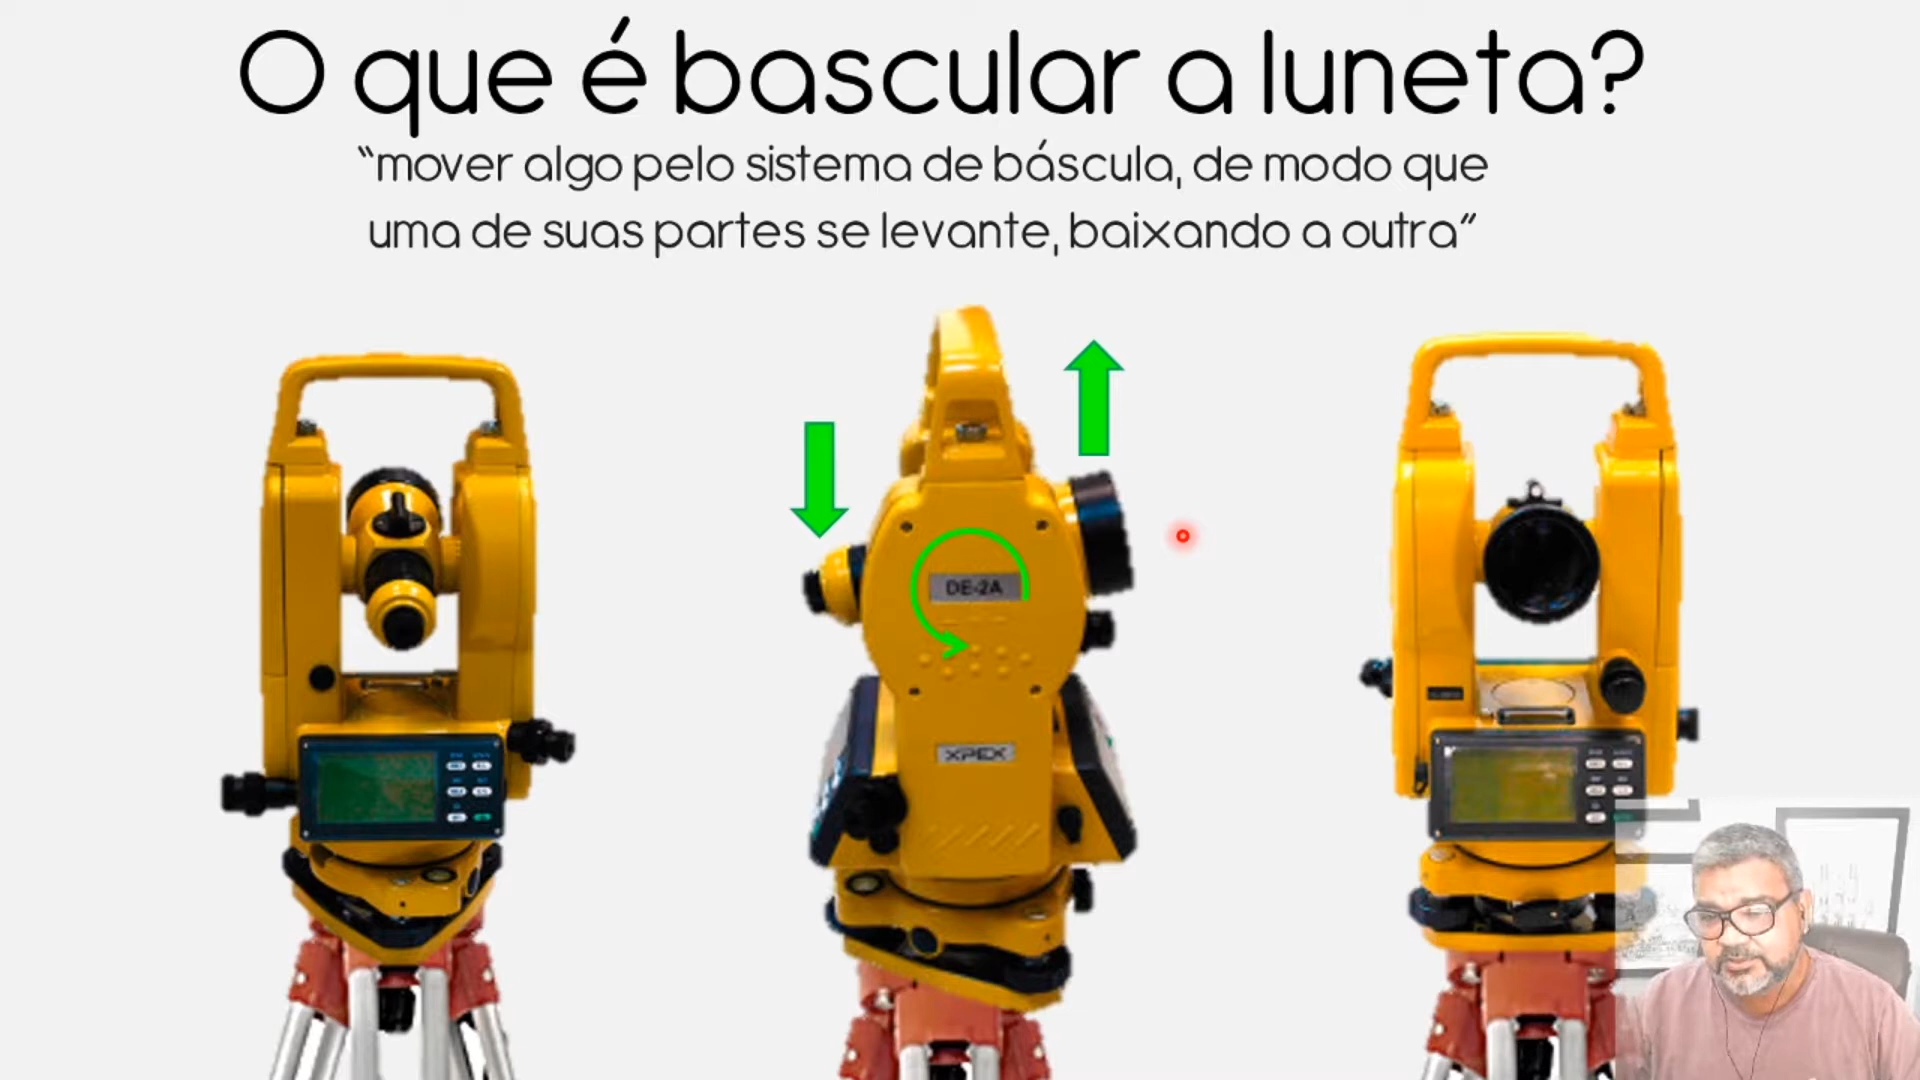 O que é bascular a luneta?
“mover algo pelo sistema de báscula, de modo que
uma de suas partes se levante, baixando a outra”
DE-2A
XPEX